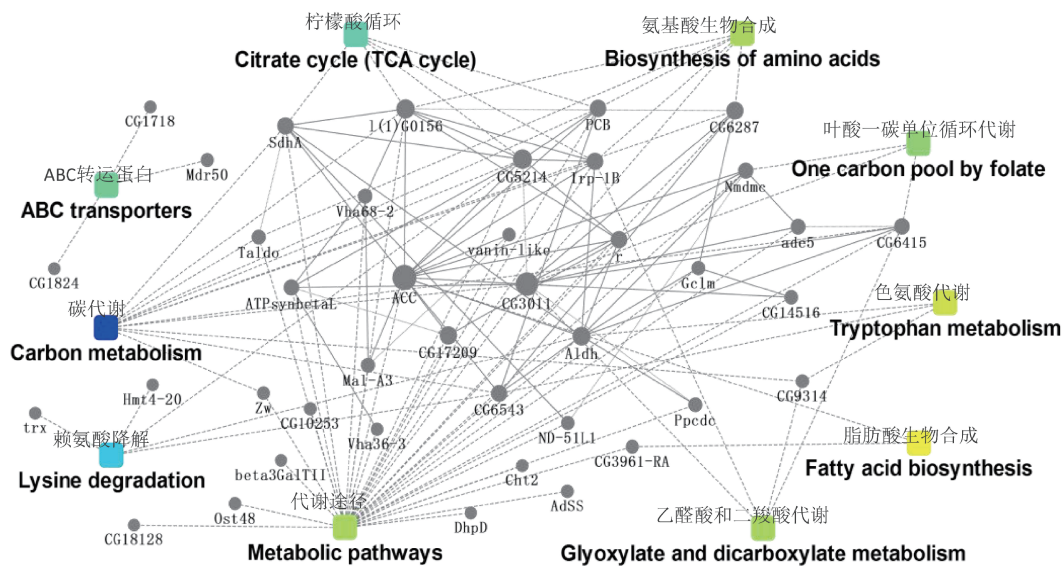 柠檬酸循环
Citrate cycle (TCA cycle)
氨基酸生物合成
Biosynthesis of amino acids
CG1718
SdhA
l(1)G0156
PCB
CG6287
叶酸一碳单位循环代谢
One carbon pool by folate
ABC转运蛋白
ABC transporters
Mdr50
CG5214
Irp-1B
Nmdmc
Vha68-2
Taldo
vanin-like
r
ade5
CG6415
CG1824
ATPsynbetaL
ACC
CG3011
Gclm
CG14516
色氨酸代谢
Tryptophan metabolism
碳代谢
Carbon metabolism
CG17209
Aldh
Mal-A3
CG9314
Hmt4-20
trx
Zw
CG10253
CG6543
Ppcdc
赖氨酸降解
Lysine degradation
Vha36-3
ND-51L1
CG3961-RA
脂肪酸生物合成
Fatty acid biosynthesis
beta3GalTII
Cht2
代谢途径
Metabolic pathways
Ost48
CG18128
DhpD
AdSS
乙醛酸和二羧酸代谢
Glyoxylate and dicarboxylate metabolism